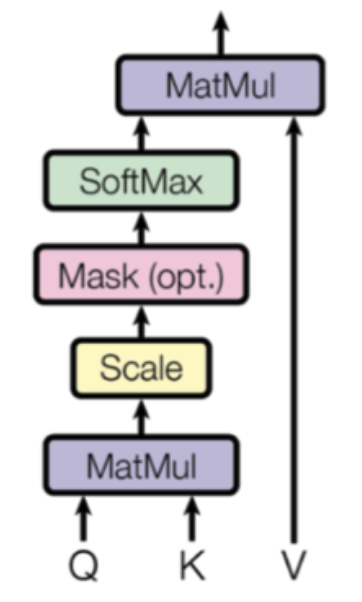 MatMul
SoftMax
Mask (opt.)
Scale
MatMul
Q K V